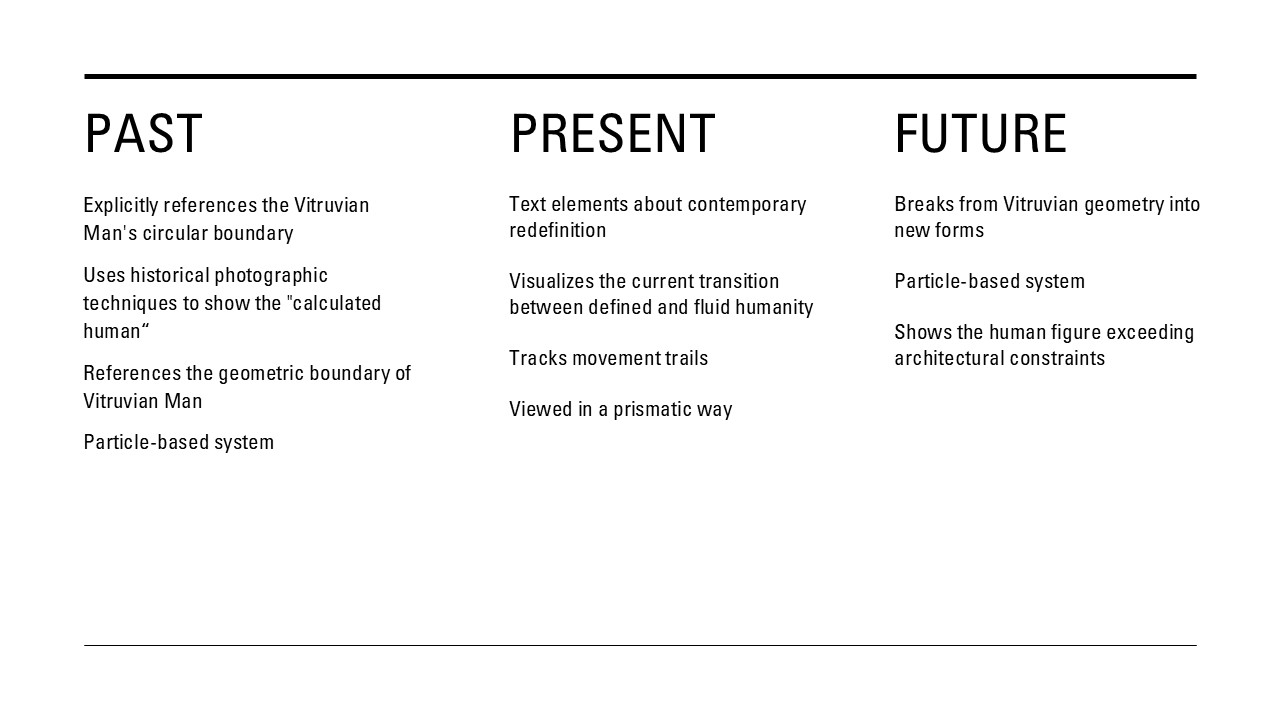 PAST
Explicitly references the Vitruvian
Man's circular boundary
Uses historical photographic
techniques to show the "calculated
human“
References the geometric boundary of
Vitruvian Man
Particle-based system
PRESENT
Text elements about contemporary
redefinition
Visualizes the current transition
between defined and fluid humanity
Tracks movement trails
Viewed in a prismatic way
FUTURE
Breaks from Vitruvian geometry into
new forms
Particle-based system
Shows the human figure exceeding
architectural constraints